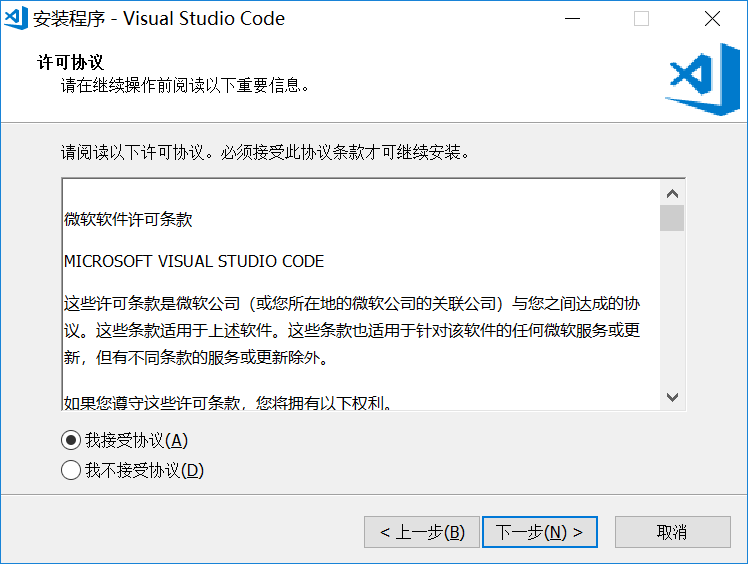 安装程序 - Visual Studio Code
许可协议
请在继续操作前阅读以下重要信息。
请阅读以下许可协议。必须接受此协议条款才可继续安装。
微软软件许可条款
MICROSOFT VISUAL STUDIO CODE
这些许可条款是微软公司（或您所在地的微软公司的关联公司）与您之间达成的协
议。这些条款适用于上述软件。这些条款也适用于针对该软件的任何微软服务或更
新，但有不同条款的服务或更新除外。
如果您遵守这些许可条款，您将拥有以下权利。
我接受协议(A)
我不接受协议(D)
< 上一步(B)
下一步(N) >
取消